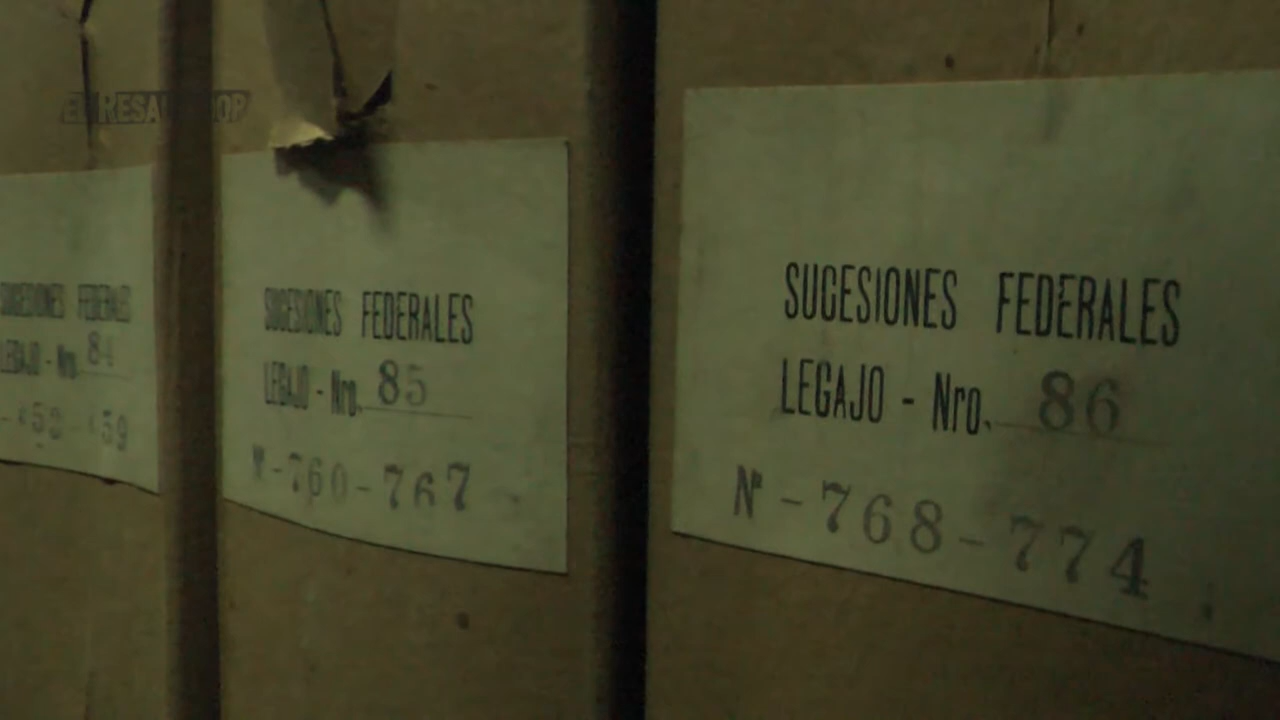 SUCESIONES FEDERALES
LEGAJO - Nro. 84
SUCESIONES FEDERALES
LEGAJO - Nro. 85
Nº - 760 - 767
SUCESIONES FEDERALES
LEGAJO - Nro. 86
Nº - 768 - 774